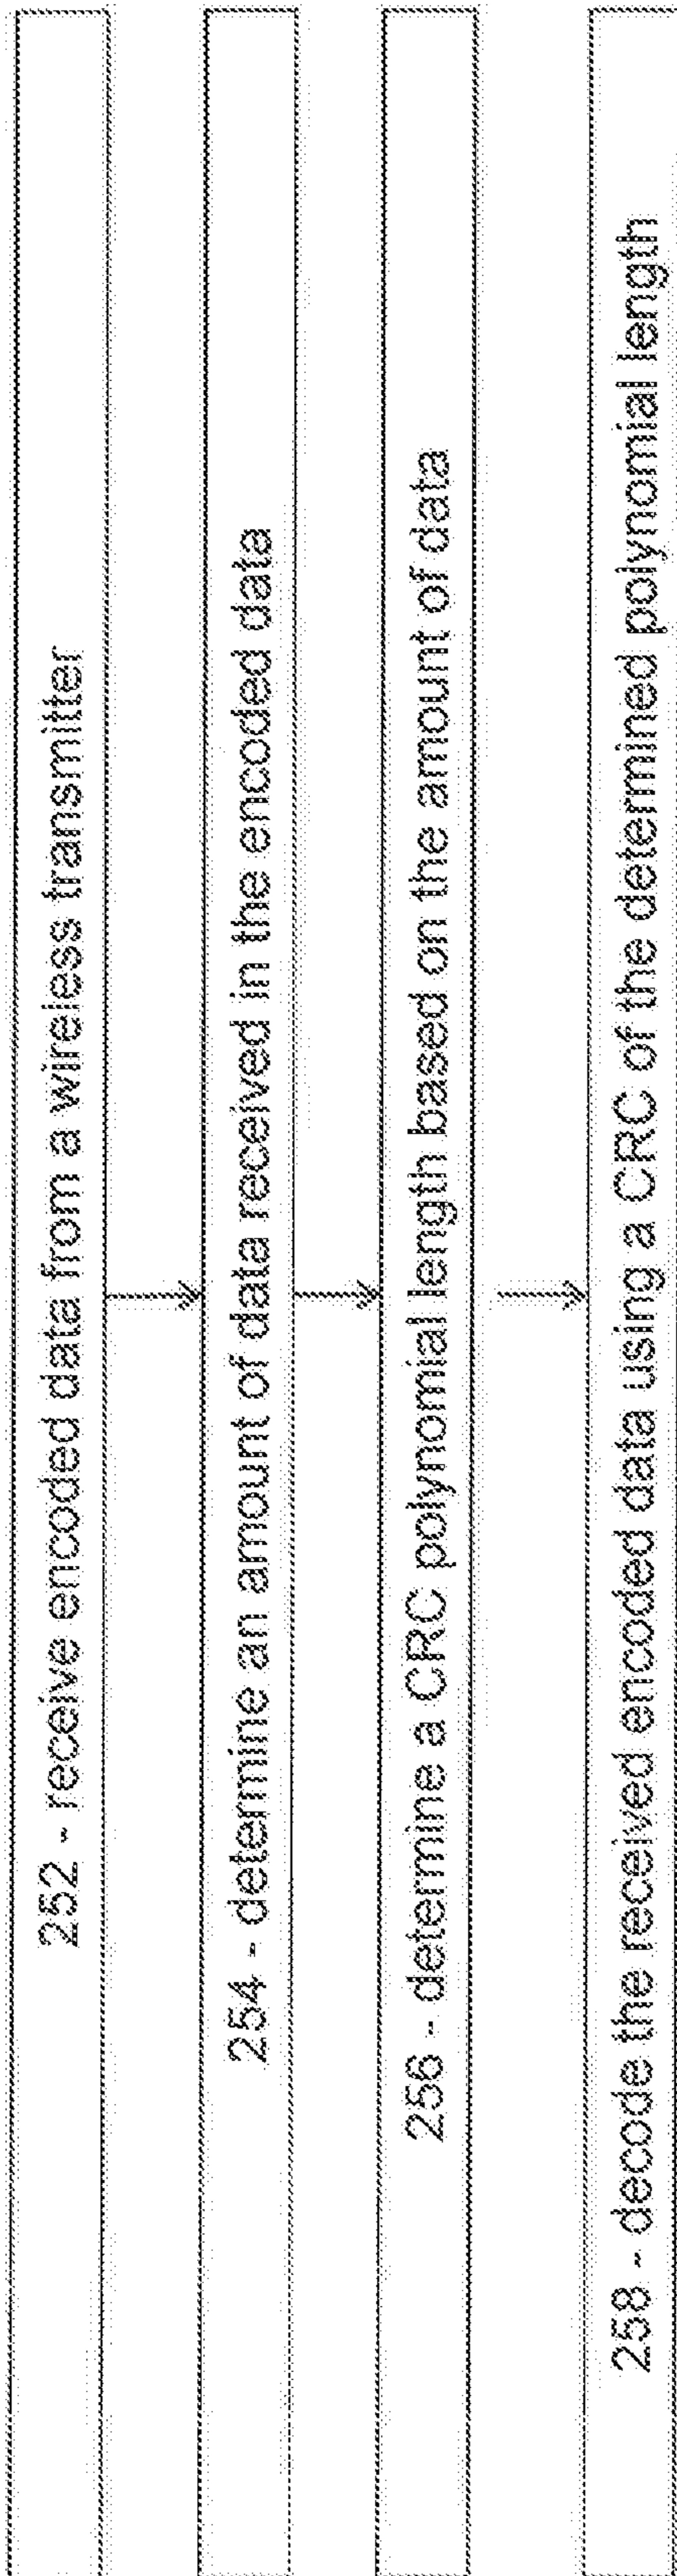 252 - receive encoded data from a wireless transmitter
254 - determine an amount of data received in the encoded data
256 - determine a CRC polynomial length based on the amount of data
258 - decode the received encoded data using a CRC of the determined polynomial length